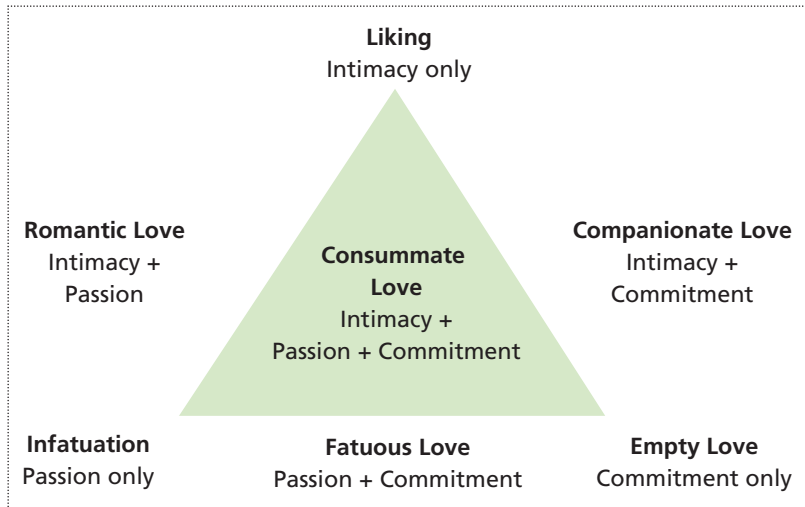 Liking
Intimacy only
Romantic Love
Intimacy +
Passion
Consummate
Love
Intimacy +
Passion + Commitment
Companionate Love
Intimacy +
Commitment
Infatuation
Passion only
Fatuous Love
Passion + Commitment
Empty Love
Commitment only